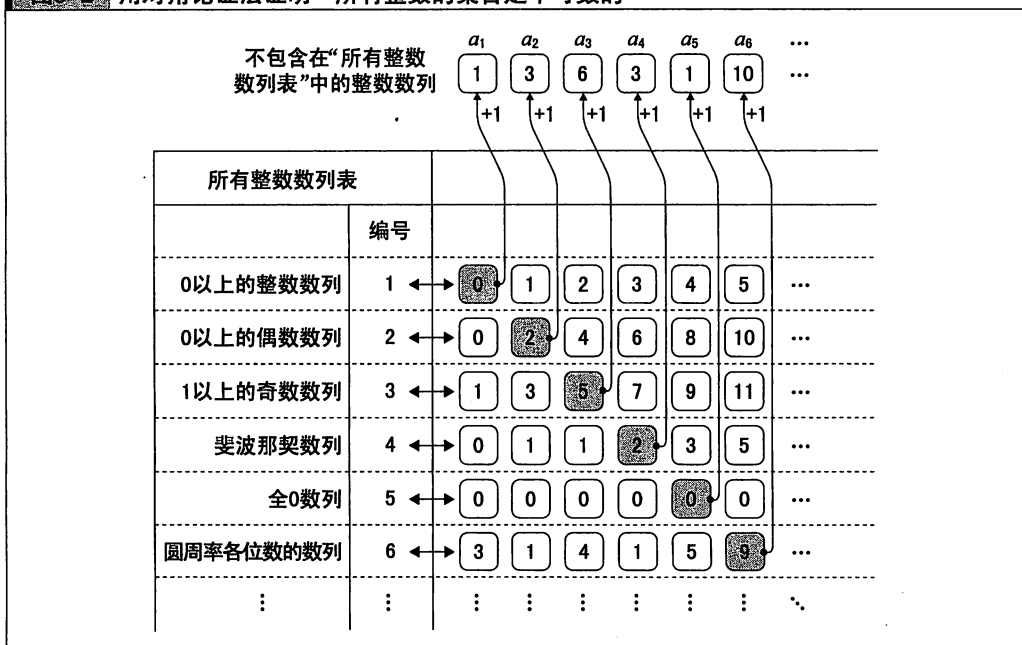 用对角论证法证明 所有整数的集合是不可数的
a₁ a₂ a₃ a₄ a₅ a₆ ···
不包含在“所有整数
数列表”中的整数数列
1 3 6 3 1 10 ···
+1 +1 +1 +1 +1 +1
所有整数数列表
编号
0以上的整数数列 1 0 1 2 3 4 5 ···
0以上的偶数数列 2 0 2 4 6 8 10 ···
1以上的奇数数列 3 1 3 5 7 9 11 ···
斐波那契数列 4 0 1 1 2 3 5 ···
全0数列 5 0 0 0 0 0 0 ···
圆周率各位数的数列 6 3 1 4 1 5 9 ···
⋮ ⋮ ⋮ ⋮ ⋮ ⋮ ⋮ ⋮ ⋱